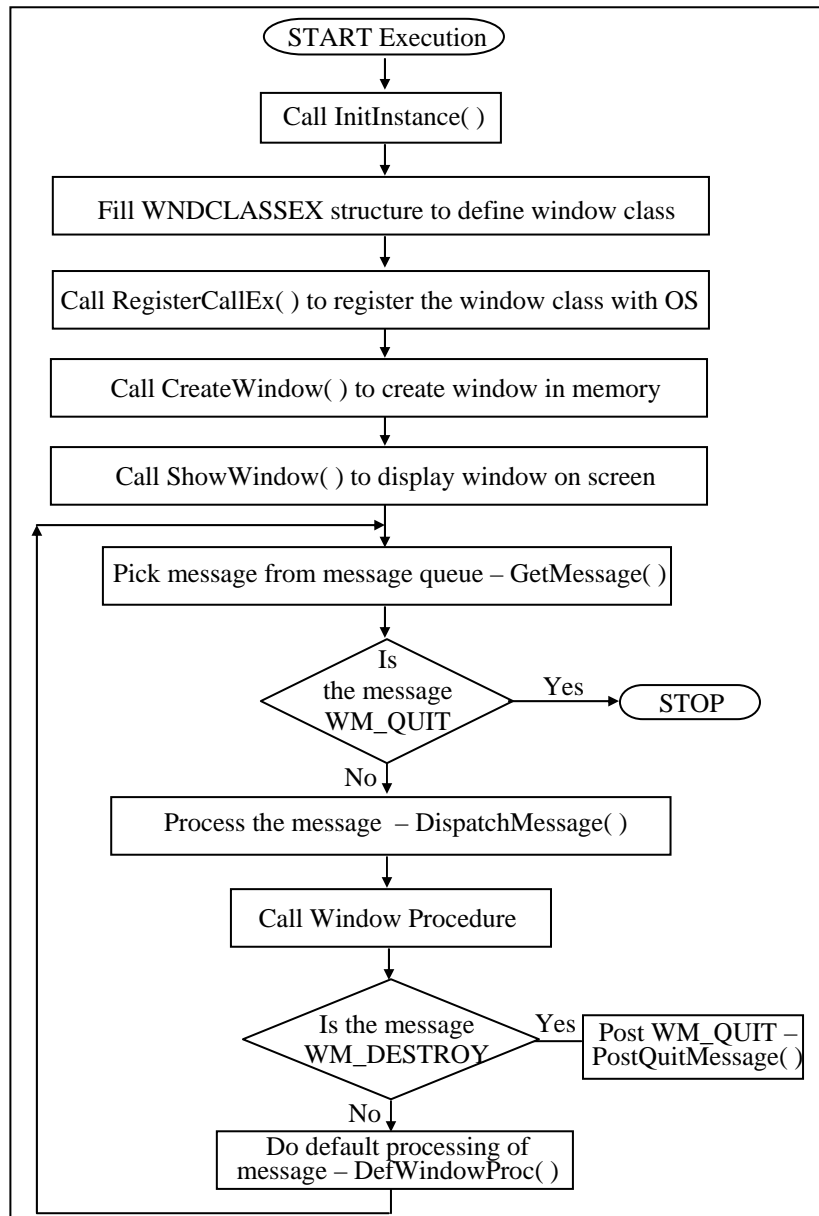 START Execution
Call InitInstance( )
Fill WNDCLASSEX structure to define window class
Call RegisterCallEx( ) to register the window class with OS
Call CreateWindow( ) to create window in memory
Call ShowWindow( ) to display window on screen
Pick message from message queue – GetMessage( )
Is
the message
WM_QUIT
Yes
STOP
No
Process the message – DispatchMessage( )
Call Window Procedure
Is the message
WM_DESTROY
Yes
Post WM_QUIT –
PostQuitMessage( )
No
Do default processing of
message – DefWindowProc( )